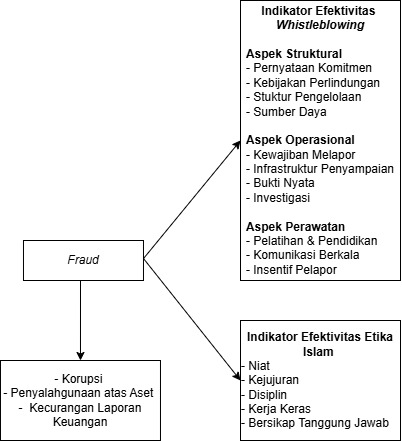 Indikator Efektivitas
Whistleblowing
Aspek Struktural
- Pernyataan Komitmen
- Kebijakan Perlindungan
- Stuktur Pengelolaan
- Sumber Daya
Aspek Operasional
- Kewajiban Melapor
- Infrastruktur Penyampaian
- Bukti Nyata
- Investigasi
Aspek Perawatan
- Pelatihan & Pendidikan
- Komunikasi Berkala
- Insentif Pelapor
Fraud
- Korupsi
- Penyalahgunaan atas Aset
- Kecurangan Laporan
Keuangan
Indikator Efektivitas Etika
Islam
- Niat
- Kejujuran
- Disiplin
- Kerja Keras
- Bersikap Tanggung Jawab